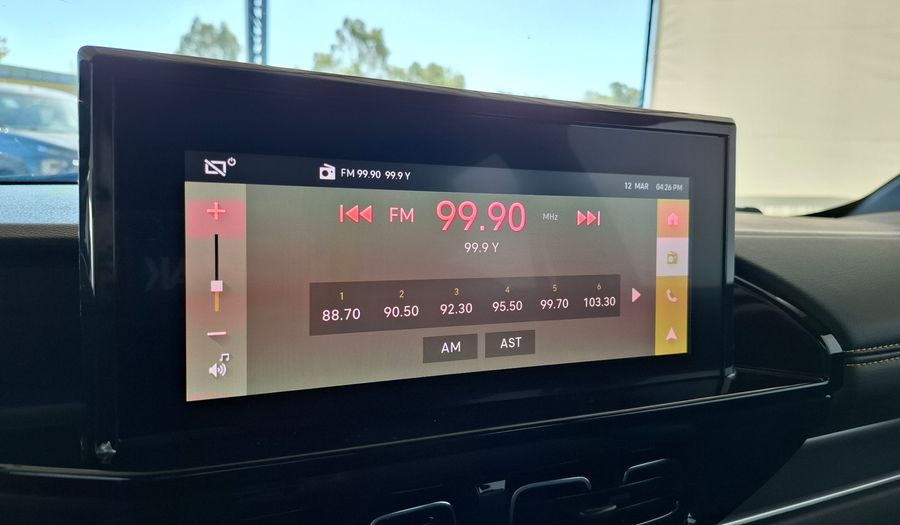 FM 99.90 99.9 Y
12 MAR 04:26 PM
FM 99.90 MHz
99.9 Y
1 2 3 4 5 6
88.70 90.50 92.30 95.50 99.70 103.30
AM AST